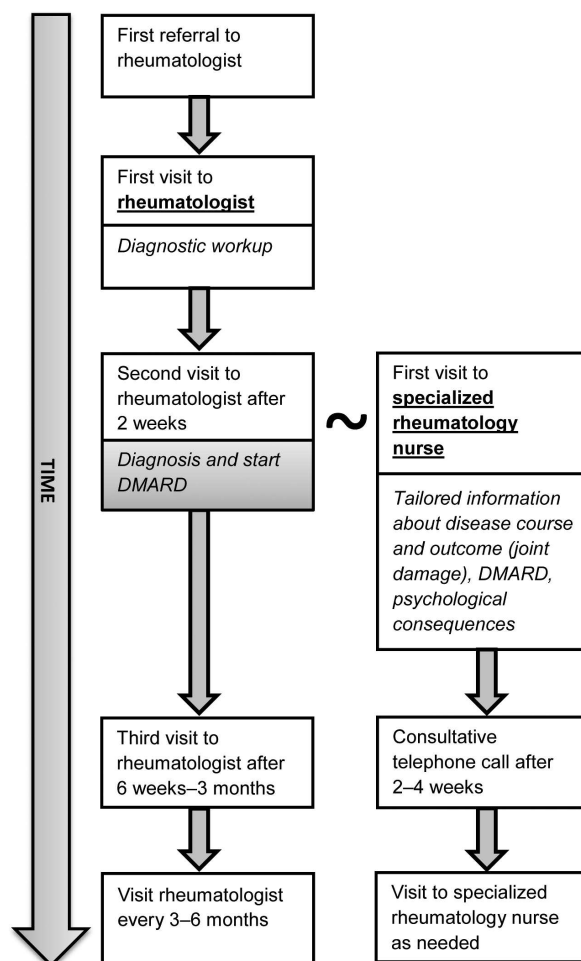 First referral to
rheumatologist
First visit to
rheumatologist
Diagnostic workup
Second visit to
rheumatologist after
2 weeks
Diagnosis and start
DMARD
~
First visit to
specialized
rheumatology
nurse
Tailored information
about disease course
and outcome (joint
damage), DMARD,
psychological
consequences
TIME
Third visit to
rheumatologist after
6 weeks–3 months
Consultative
telephone call after
2–4 weeks
Visit rheumatologist
every 3–6 months
Visit to specialized
rheumatology nurse
as needed